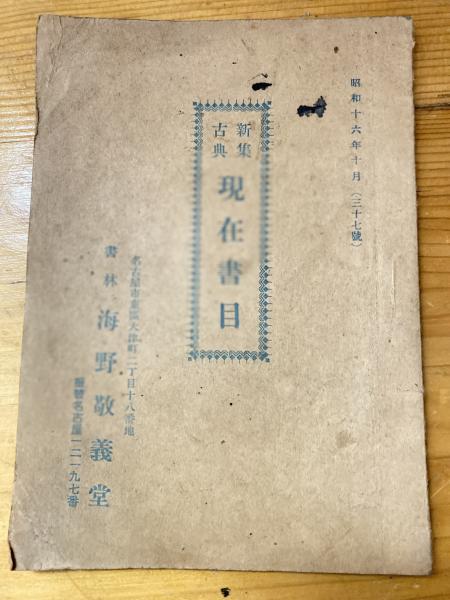 昭和十六年十月(三十七號)
新集
古典
現在書目
名古屋市東區大津町二丁目十八番地
書林 海野敬義堂
振替名古屋一二一九七番